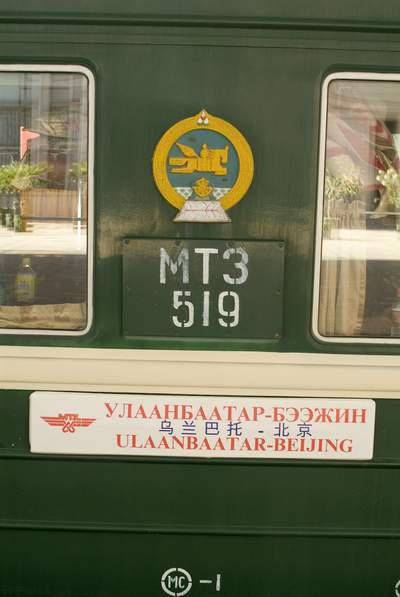 МТЗ
519
УЛААНБААТАР-БЭЭЖИН
乌兰巴托 - 北京
ULAANBAATAR-BEIJING
МС -1